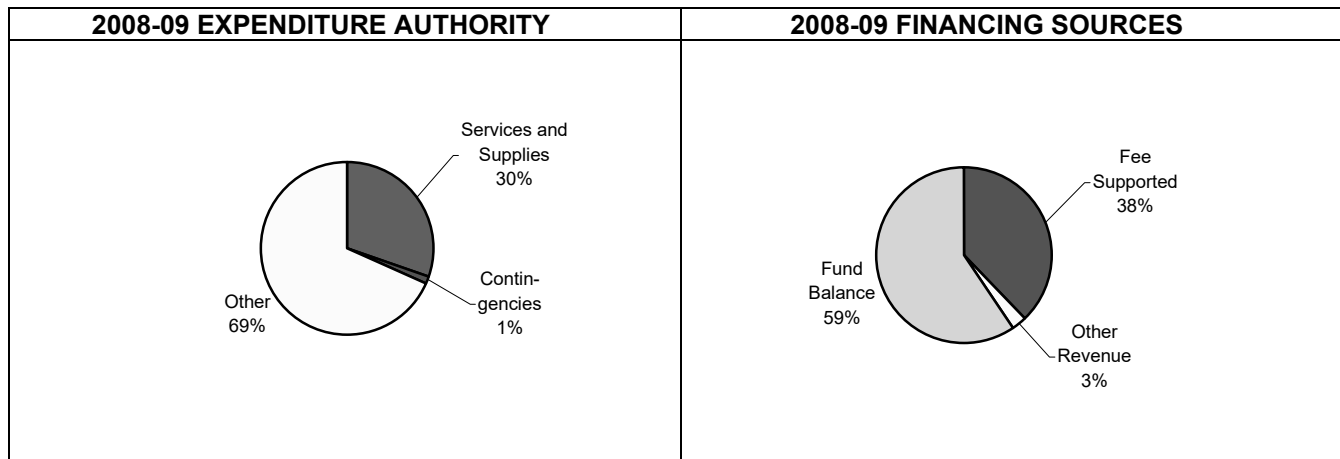 2008-09 EXPENDITURE AUTHORITY
Services and
Supplies
30%
Contin-
gencies
1%
Other
69%
2008-09 FINANCING SOURCES
Fee
Supported
38%
Other
Revenue
3%
Fund
Balance
59%